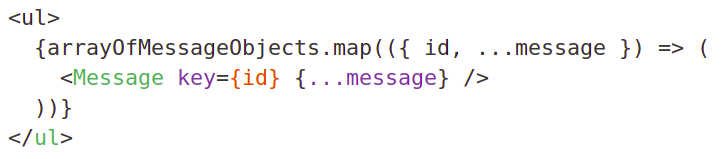 <ul>
  {arrayOfMessageObjects.map(({ id, ...message }) => (
    <Message key={id} {...message} />
  ))}
</ul>